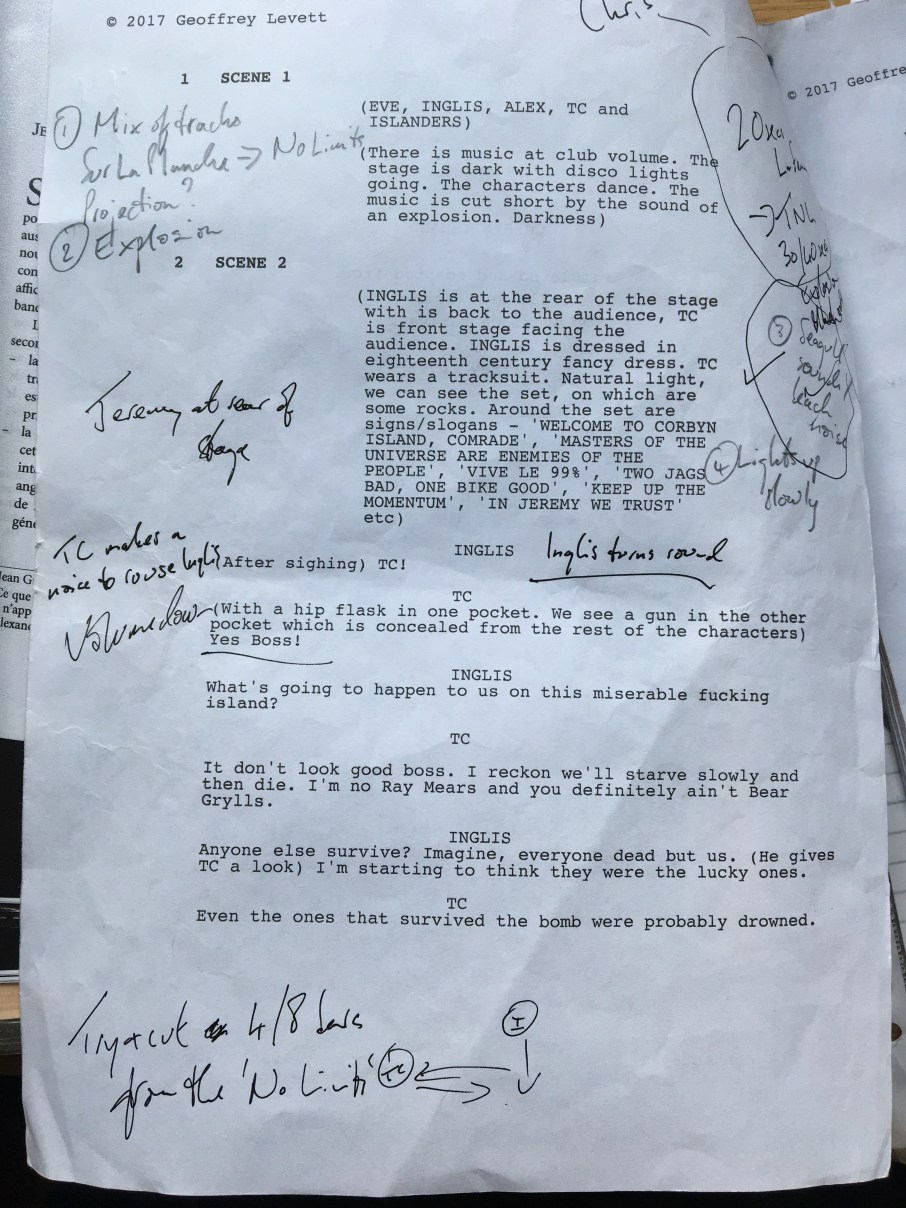 © 2017 Geoffrey Levett
Chris
© 2017 Geoffre
1 SCENE 1
(EVE, INGLIS, ALEX, TC and
ISLANDERS)
① Mix of tracks
Sur La Planche → No Limits
Projection?
② Explosion
(There is music at club volume. The
stage is dark with disco lights
going. The characters dance. The
music is cut short by the sound of
an explosion. Darkness)
→ TNL
③ Seagull
sounds/
beach
noise
2 SCENE 2
(INGLIS is at the rear of the stage
with is back to the audience, TC
is front stage facing the
audience. INGLIS is dressed in
eighteenth century fancy dress. TC
wears a tracksuit. Natural light,
we can see the set, on which are
some rocks. Around the set are
signs/slogans - 'WELCOME TO CORBYN
ISLAND, COMRADE', 'MASTERS OF THE
UNIVERSE ARE ENEMIES OF THE
PEOPLE', 'VIVE LE 99%', 'TWO JAGS
BAD, ONE BIKE GOOD', 'KEEP UP THE
MOMENTUM', 'IN JEREMY WE TRUST'
etc)
Jeremy at rear of
stage
④ Lights up
slowly
INGLIS
Inglis turns round
TC makes a
noise to rouse Inglis
(After sighing) TC!
TC
(With a hip flask in one pocket. We see a gun in the other
pocket which is concealed from the rest of the characters)
Yes Boss!
INGLIS
What's going to happen to us on this miserable fucking
island?
TC
It don't look good boss. I reckon we'll starve slowly and
then die. I'm no Ray Mears and you definitely ain't Bear
Grylls.
INGLIS
Anyone else survive? Imagine, everyone dead but us. (He gives
TC a look) I'm starting to think they were the lucky ones.
TC
Even the ones that survived the bomb were probably drowned.
Try + cut 4/8 bars
from the 'No Limits'
TC
I